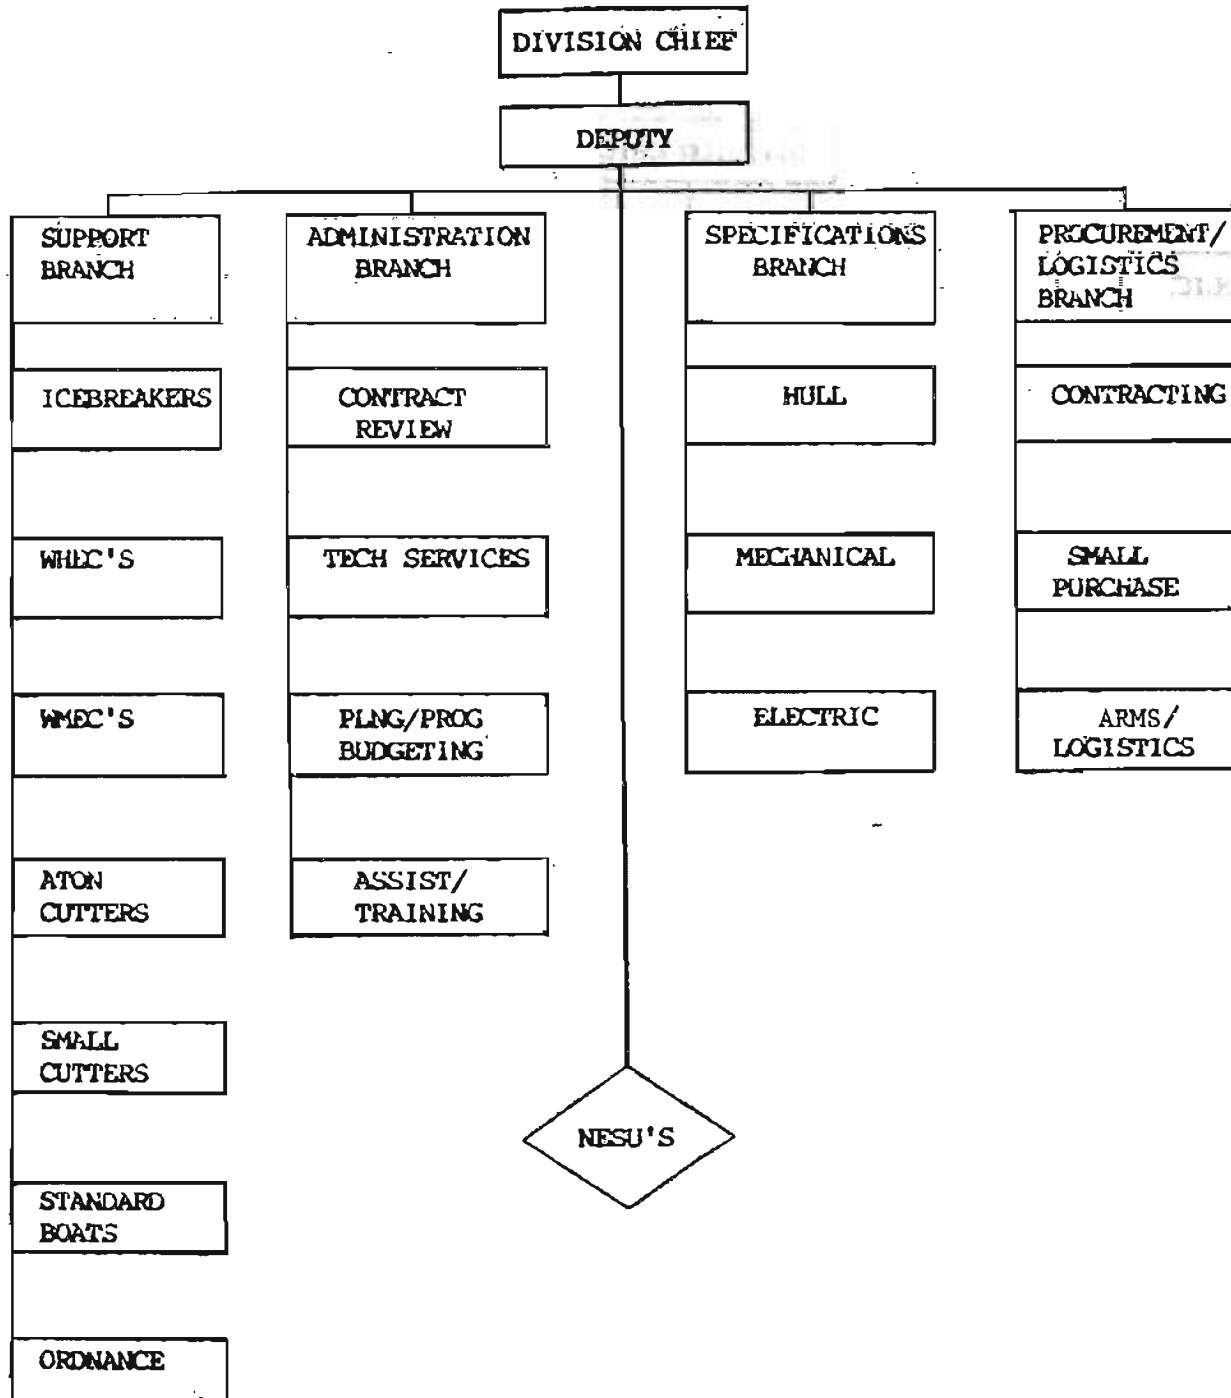 DIVISION CHIEF
DEPUTY
SUPPORT
BRANCH
ADMINISTRATION
BRANCH
SPECIFICATIONS
BRANCH
PROCUREMENT/
LOGISTICS
BRANCH
ICEBREAKERS
CONTRACT
REVIEW
HULL
CONTRACTING
WHEC'S
TECH SERVICES
MECHANICAL
SMALL
PURCHASE
WMEC'S
PLNG/PROG
BUDGETING
ELECTRIC
ARMS/
LOGISTICS
ATON
CUTTERS
ASSIST/
TRAINING
SMALL
CUTTERS
NESU'S
STANDARD
BOATS
ORDNANCE